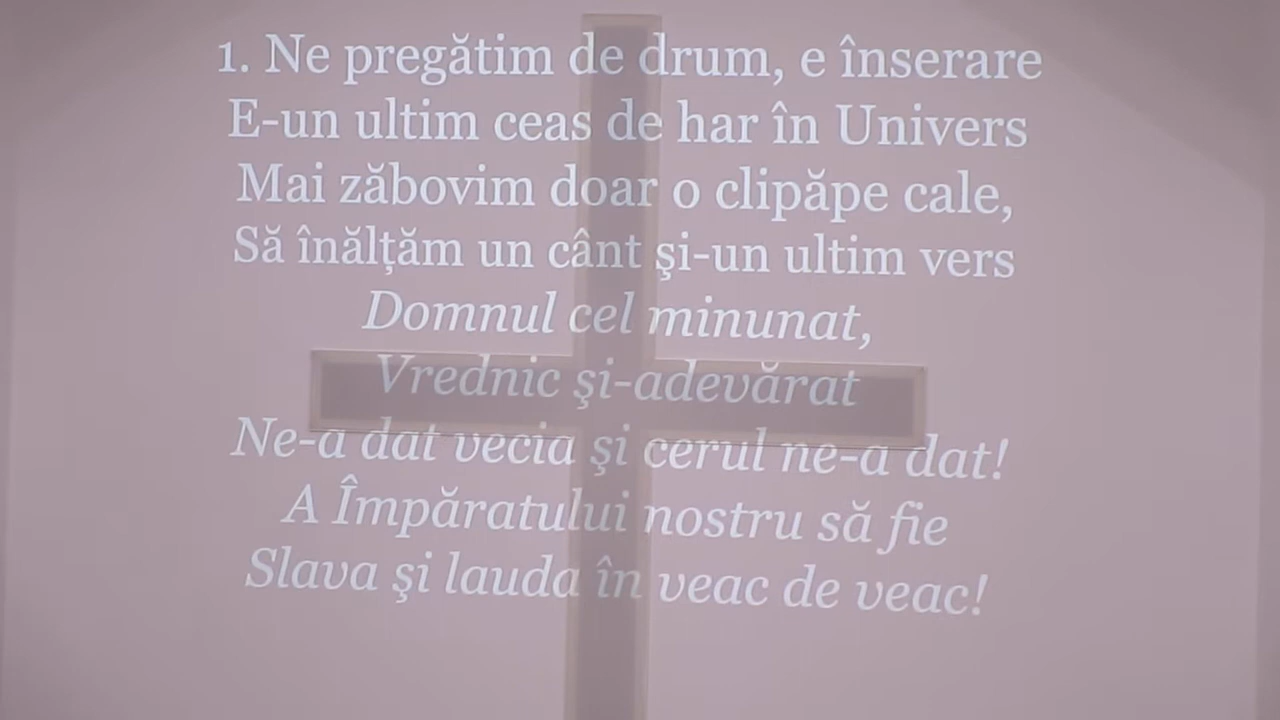 1. Ne pregătim de drum, e înserare
E-un ultim ceas de har în Univers
Mai zăbovim doar o clipăpe cale,
Să înălțăm un cânt şi-un ultim vers
Domnul cel minunat,
Vrednic şi-adevărat
Ne-a dat vecia şi cerul ne-a dat!
A Împăratului nostru să fie
Slava şi lauda în veac de veac!